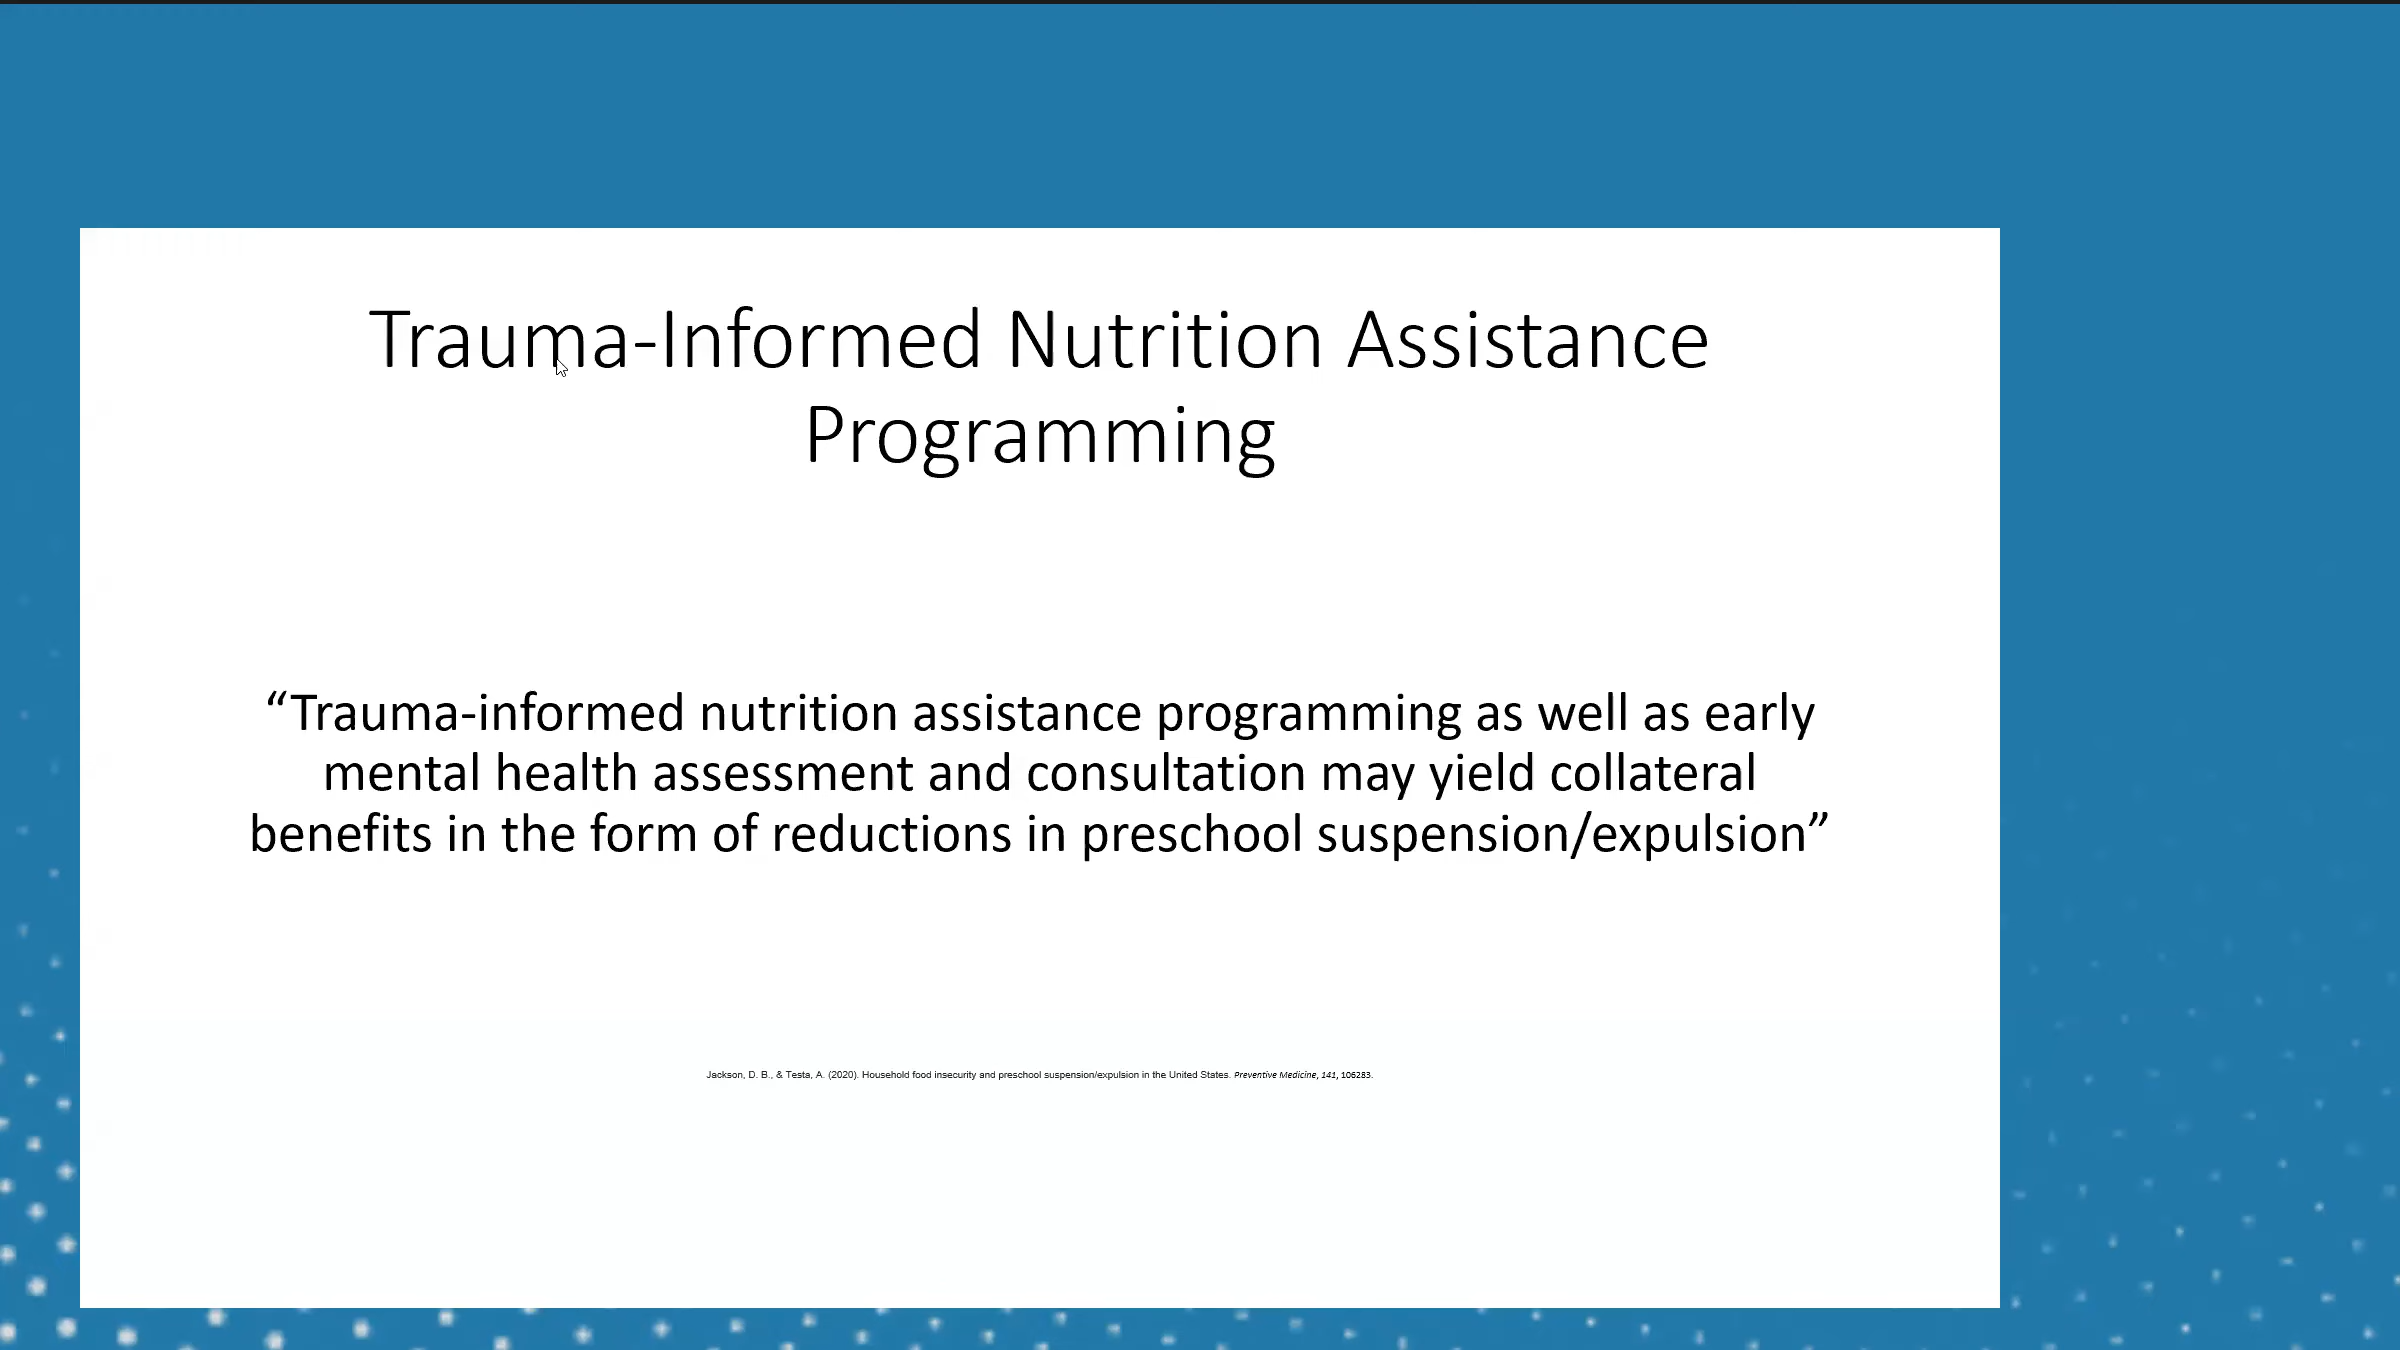 Trauma-Informed Nutrition Assistance
Programming
“Trauma-informed nutrition assistance programming as well as early
mental health assessment and consultation may yield collateral
benefits in the form of reductions in preschool suspension/expulsion”
Jackson, D. B., & Testa, A. (2020). Household food insecurity and preschool suspension/expulsion in the United States. Preventive Medicine, 141, 106283.